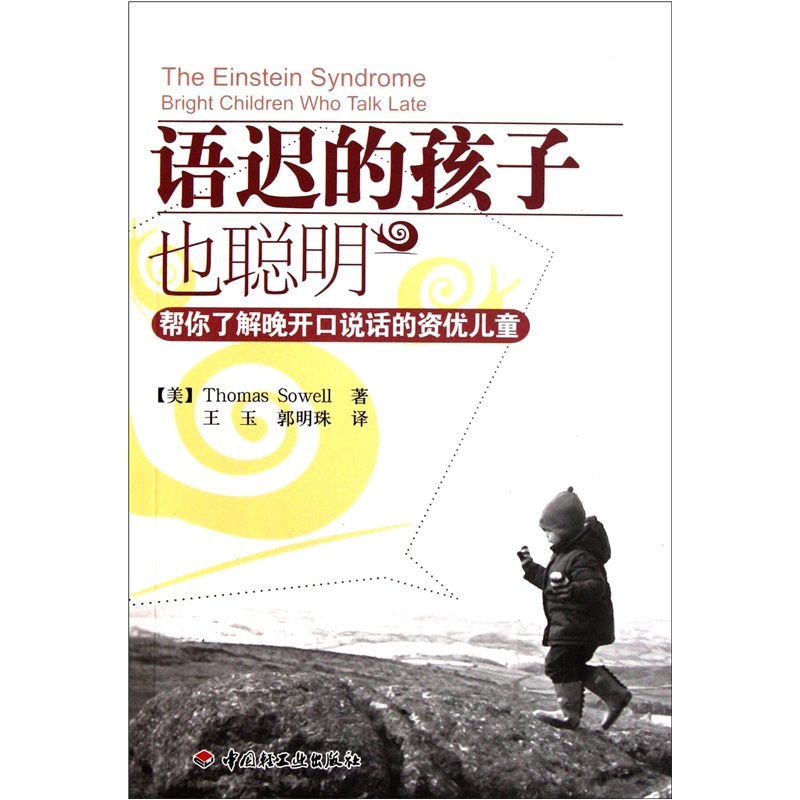 The Einstein Syndrome
Bright Children Who Talk Late
语迟的孩子
也聪明
帮你了解晚开口说话的资优儿童
【美】Thomas Sowell 著
王 玉 郭明珠 译
中国轻工业出版社